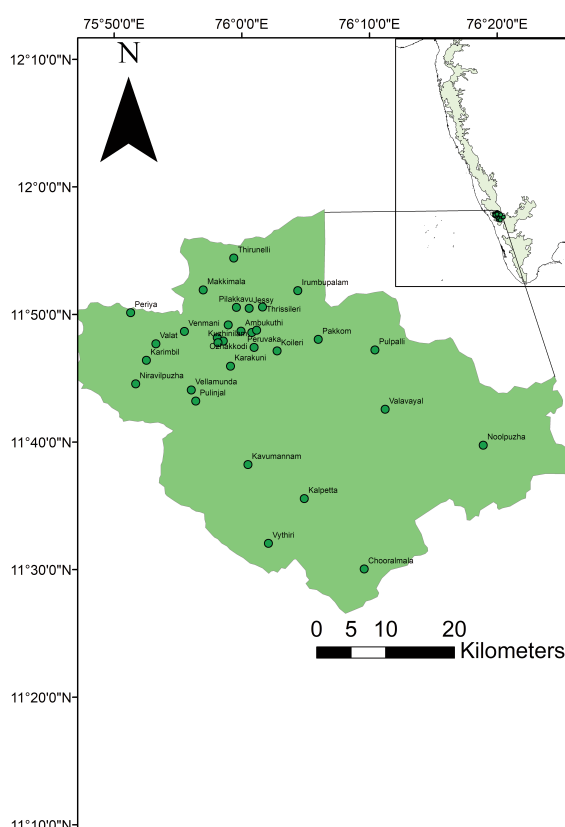 75°50'0"E 76°0'0"E 76°10'0"E 76°20'0"E
N
12°10'0"N
12°0'0"N
Thirunelli
Makkimala
Irumbupalam
Pilakkavu
Jessy
Periya
Thrissileri
11°50'0"N
Venmani
Ambukuthi
Valat
Peruvaka
Pakkom
Koileri
Pulpalli
Ozhakkodi
Karimbil
Karakuni
Niravilpuzha
Vellamunda
Pulinjal
Valavayal
11°40'0"N
Noolpuzha
Kavumannam
Kalpetta
Vythiri
11°30'0"N
Chooralmala
0 5 10 20
Kilometers
11°20'0"N
11°10'0"N